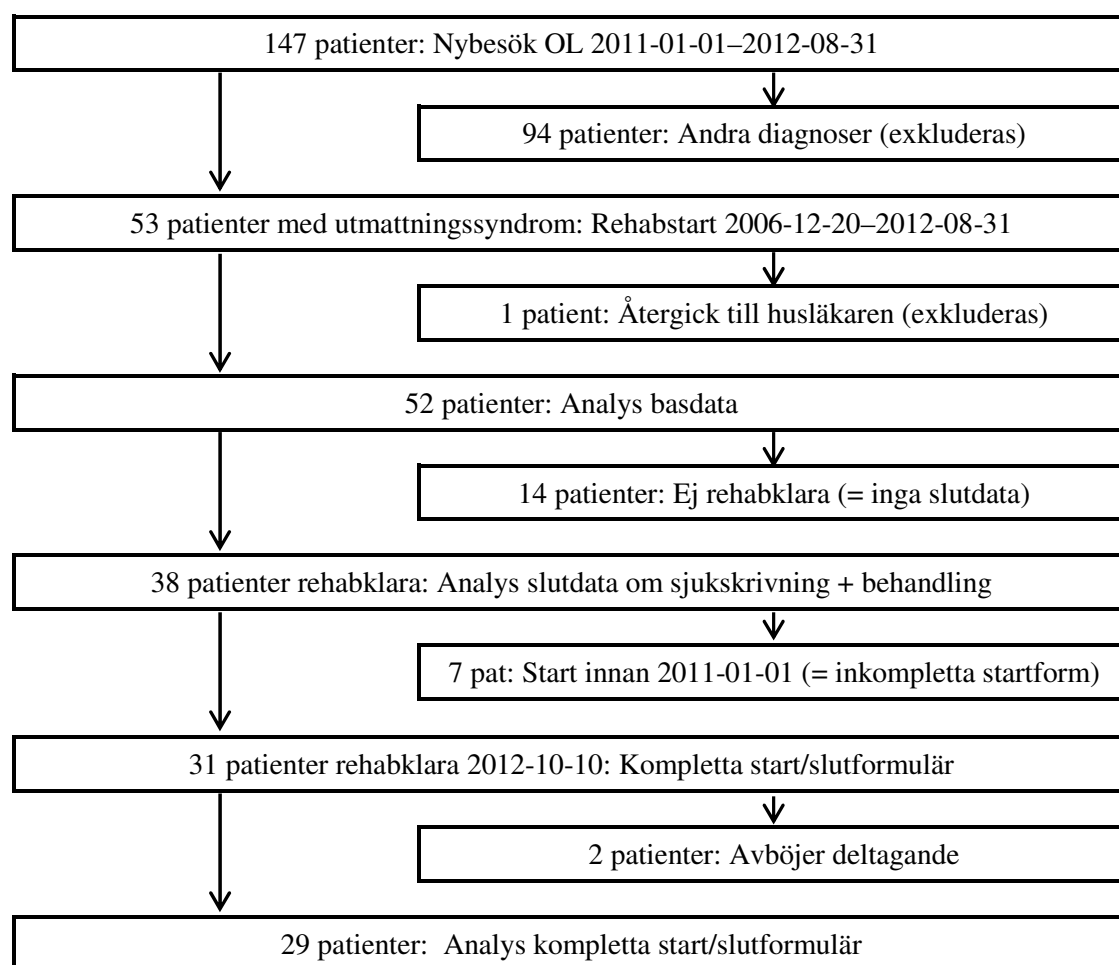 147 patienter: Nybesök OL 2011-01-01–2012-08-31
94 patienter: Andra diagnoser (exkluderas)
53 patienter med utmattningssyndrom: Rehabstart 2006-12-20–2012-08-31
1 patient: Återgick till husläkaren (exkluderas)
52 patienter: Analys basdata
14 patienter: Ej rehabklara (= inga slutdata)
38 patienter rehabklara: Analys slutdata om sjukskrivning + behandling
7 pat: Start innan 2011-01-01 (= inkompletta startform)
31 patienter rehabklara 2012-10-10: Kompletta start/slutformulär
2 patienter: Avböjer deltagande
29 patienter:  Analys kompletta start/slutformulär